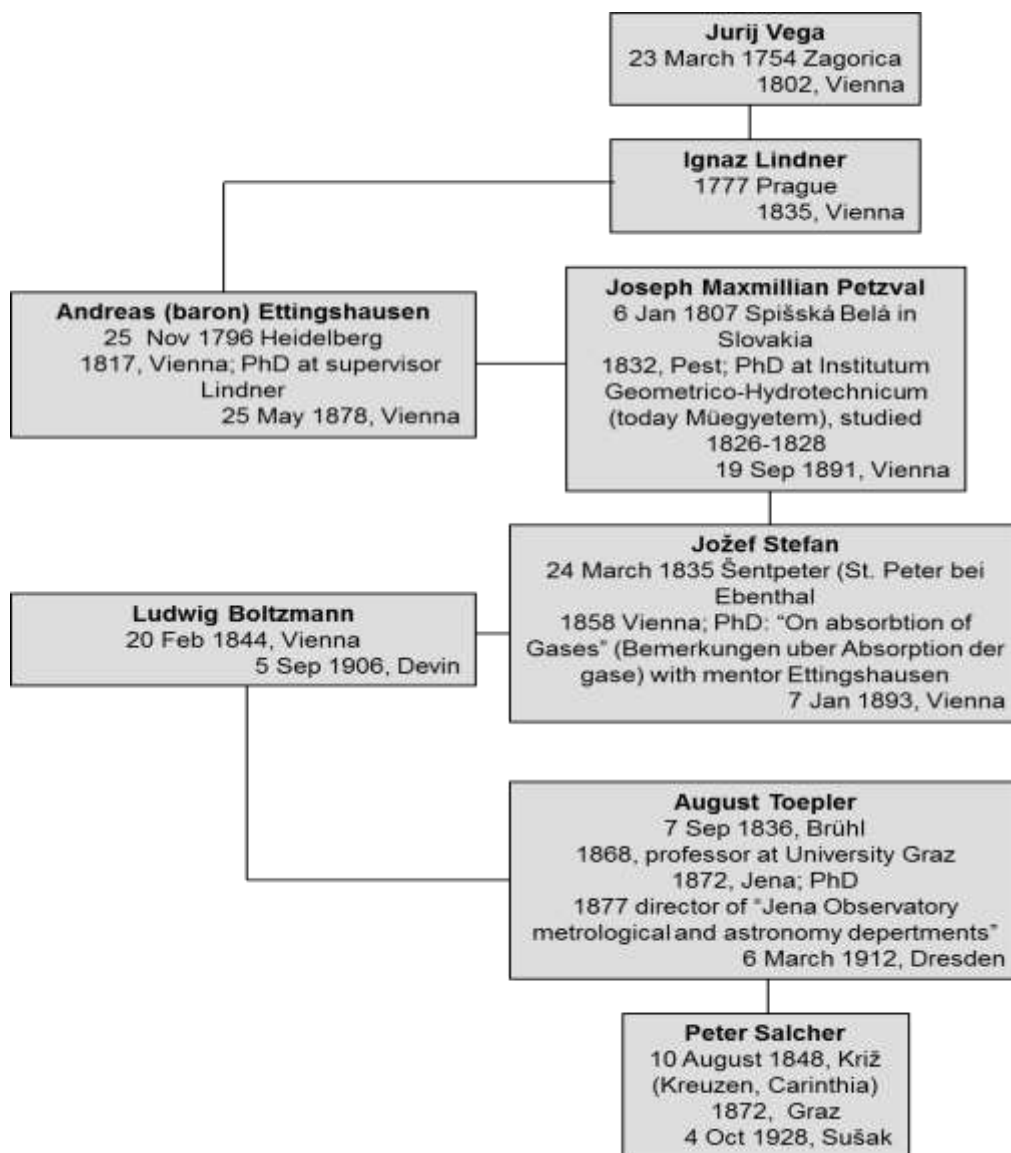 Jurij Vega
23 March 1754 Zagorica
1802, Vienna
Ignaz Lindner
1777 Prague
1835, Vienna
Andreas (baron) Ettingshausen
25 Nov 1796 Heidelberg
1817, Vienna; PhD at supervisor
Lindner
25 May 1878, Vienna
Joseph Maxmillian Petzval
6 Jan 1807 Spišská Belá in
Slovakia
1832, Pest; PhD at Institutum
Geometrico-Hydrotechnicum
(today Müegyetem), studied
1826-1828
19 Sep 1891, Vienna
Jožef Stefan
24 March 1835 Šentpeter (St. Peter bei
Ebenthal
1858 Vienna; PhD: “On absorbtion of
Gases” (Bemerkungen uber Absorption der
gase) with mentor Ettingshausen
7 Jan 1893, Vienna
Ludwig Boltzmann
20 Feb 1844, Vienna
5 Sep 1906, Devin
August Toepler
7 Sep 1836, Brühl
1868, professor at University Graz
1872, Jena; PhD
1877 director of “Jena Observatory
metrological and astronomy depertments”
6 March 1912, Dresden
Peter Salcher
10 August 1848, Križ
(Kreuzen, Carinthia)
1872, Graz
4 Oct 1928, Sušak